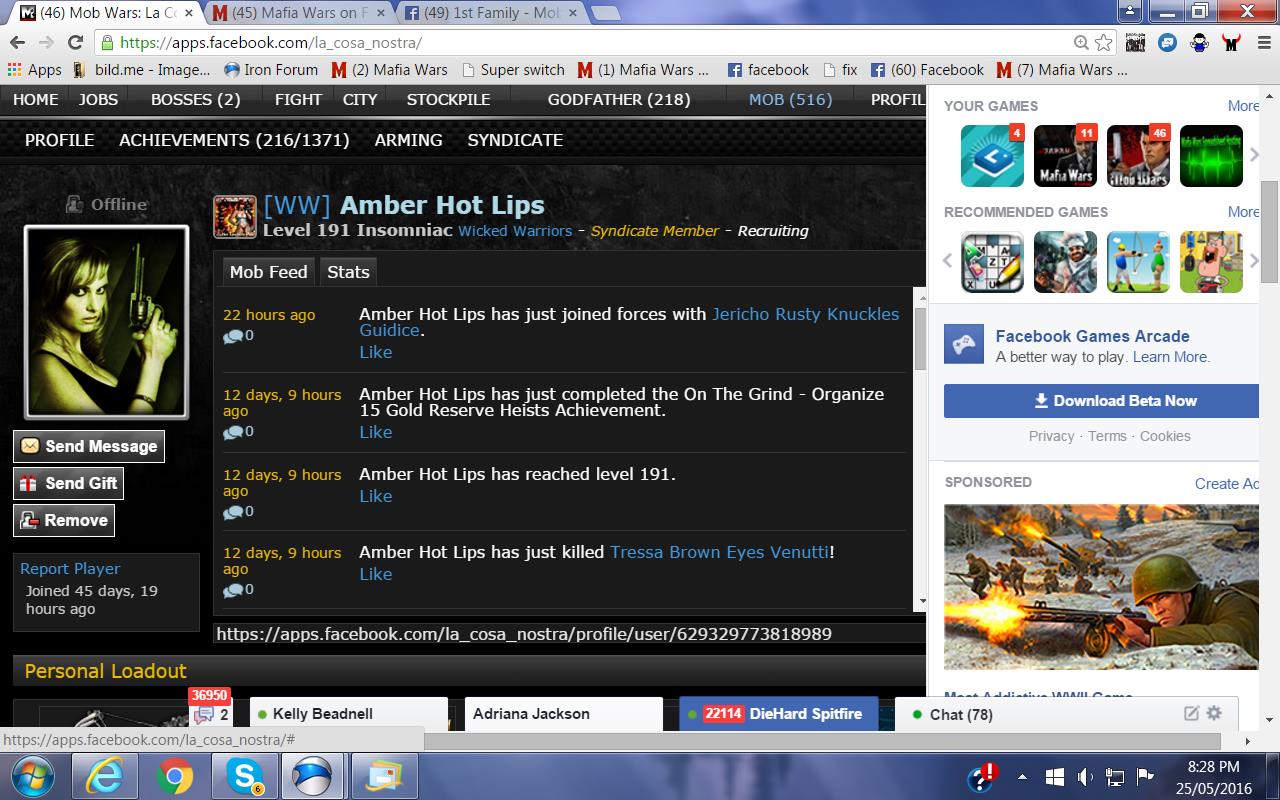 (46) Mob Wars: La Co
(45) Mafia Wars on F
(49) 1st Family - Mob
https://apps.facebook.com/la_cosa_nostra/
Apps
bild.me - Image...
Iron Forum
(2) Mafia Wars
Super switch
(1) Mafia Wars ...
facebook
fix
(60) Facebook
(7) Mafia Wars ...
HOME
JOBS
BOSSES (2)
FIGHT
CITY
STOCKPILE
GODFATHER (218)
MOB (516)
PROFIL
PROFILE
ACHIEVEMENTS (216/1371)
ARMING
SYNDICATE
Offline
[WW] Amber Hot Lips
Level 191 Insomniac Wicked Warriors - Syndicate Member - Recruiting
Mob Feed
Stats
22 hours ago
0
Amber Hot Lips has just joined forces with Jericho Rusty Knuckles
Guidice.
Like
12 days, 9 hours
ago
0
Amber Hot Lips has just completed the On The Grind - Organize
15 Gold Reserve Heists Achievement.
Like
12 days, 9 hours
ago
0
Amber Hot Lips has reached level 191.
Like
12 days, 9 hours
ago
0
Amber Hot Lips has just killed Tressa Brown Eyes Venutti!
Like
Send Message
Send Gift
Remove
Report Player
Joined 45 days, 19
hours ago
https://apps.facebook.com/la_cosa_nostra/profile/user/629329773818989
Personal Loadout
YOUR GAMES
More
4
11
46
Mafia Wars
RECOMMENDED GAMES
More
Facebook Games Arcade
A better way to play. Learn More.
Download Beta Now
Privacy · Terms · Cookies
SPONSORED
Create Ad
Most Addictive WWII Game
36950
2
Kelly Beadnell
Adriana Jackson
22114 DieHard Spitfire
Chat (78)
https://apps.facebook.com/la_cosa_nostra/#
6
8:28 PM
25/05/2016